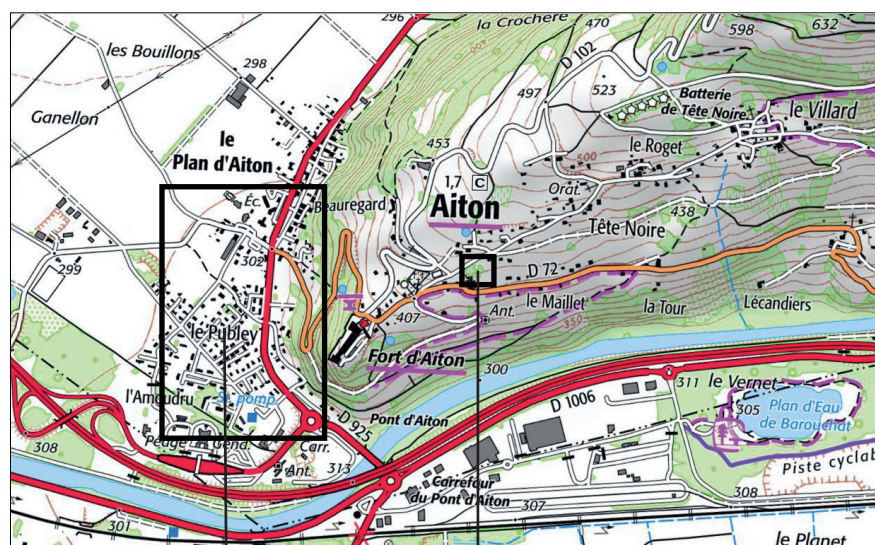 296
la Crochère
470
598
632
les Bouillons
298
400
D 102
Ganellon
497
523
Batterie
de Tête Noire
le Villard
le
Plan d'Aiton
453
le Roget
500
1,7
C
Orat.
Éc.
Beauregard
Aiton
438
Tête Noire
302
299
D 72
le Publey
407
le Maillet
Ant.
350
la Tour
Lécandiers
Fort d'Aiton
300
311
le Vernet
l'Amoudru
St. pomp.
D 925
Pont d'Aiton
D 1006
305
Plan d'Eau
de Barouchat
308
Péage
Gend.
Carr.
Ant.
313
Piste cyclab
Carrefour
du Pont d'Aiton
307
308
301
le Planet